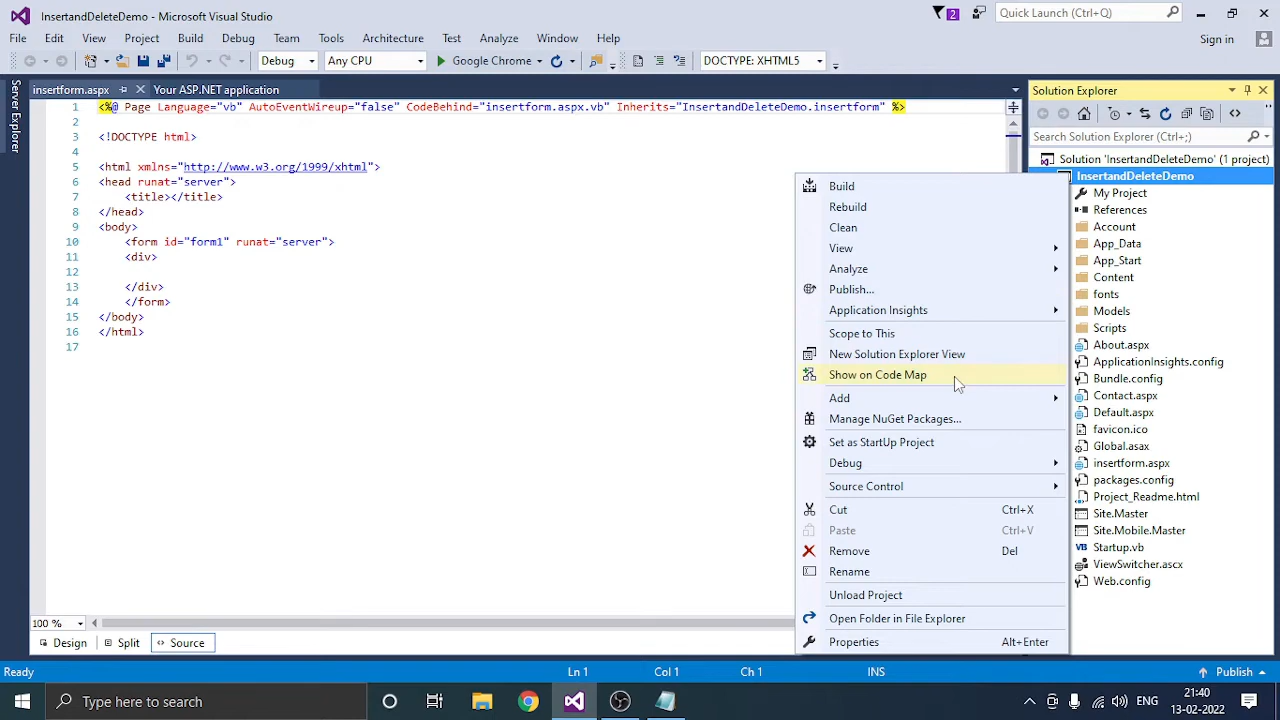 InsertandDeleteDemo - Microsoft Visual Studio
2
Quick Launch (Ctrl+Q)
File Edit View Project Build Debug Team Tools Architecture Test Analyze Window Help
Sign in
Debug
Any CPU
Google Chrome
DOCTYPE: XHTML5
Server Explorer
insertform.aspx
Your ASP.NET application
1 <%@ Page Language="vb" AutoEventWireup="false" CodeBehind="insertform.aspx.vb" Inherits="InsertandDeleteDemo.insertform" %>
2
3 <!DOCTYPE html>
4
5 <html xmlns="http://www.w3.org/1999/xhtml">
6 <head runat="server">
7 <title></title>
8 </head>
9 <body>
10 <form id="form1" runat="server">
11 <div>
12
13 </div>
14 </form>
15 </body>
16 </html>
17
100 %
Design
Split
Source
Build
Rebuild
Clean
View
Analyze
Publish...
Application Insights
Scope to This
New Solution Explorer View
Show on Code Map
Add
Manage NuGet Packages...
Set as StartUp Project
Debug
Source Control
Cut Ctrl+X
Paste Ctrl+V
Remove Del
Rename
Unload Project
Open Folder in File Explorer
Properties Alt+Enter
Solution Explorer
Search Solution Explorer (Ctrl+;)
Solution 'InsertandDeleteDemo' (1 project)
InsertandDeleteDemo
My Project
References
Account
App_Data
App_Start
Content
fonts
Models
Scripts
About.aspx
ApplicationInsights.config
Bundle.config
Contact.aspx
Default.aspx
favicon.ico
Global.asax
insertform.aspx
packages.config
Project_Readme.html
Site.Master
Site.Mobile.Master
VB Startup.vb
ViewSwitcher.ascx
Web.config
Ready
Ln 1
Col 1
Ch 1
INS
Publish
Type here to search
ENG
21:40
13-02-2022